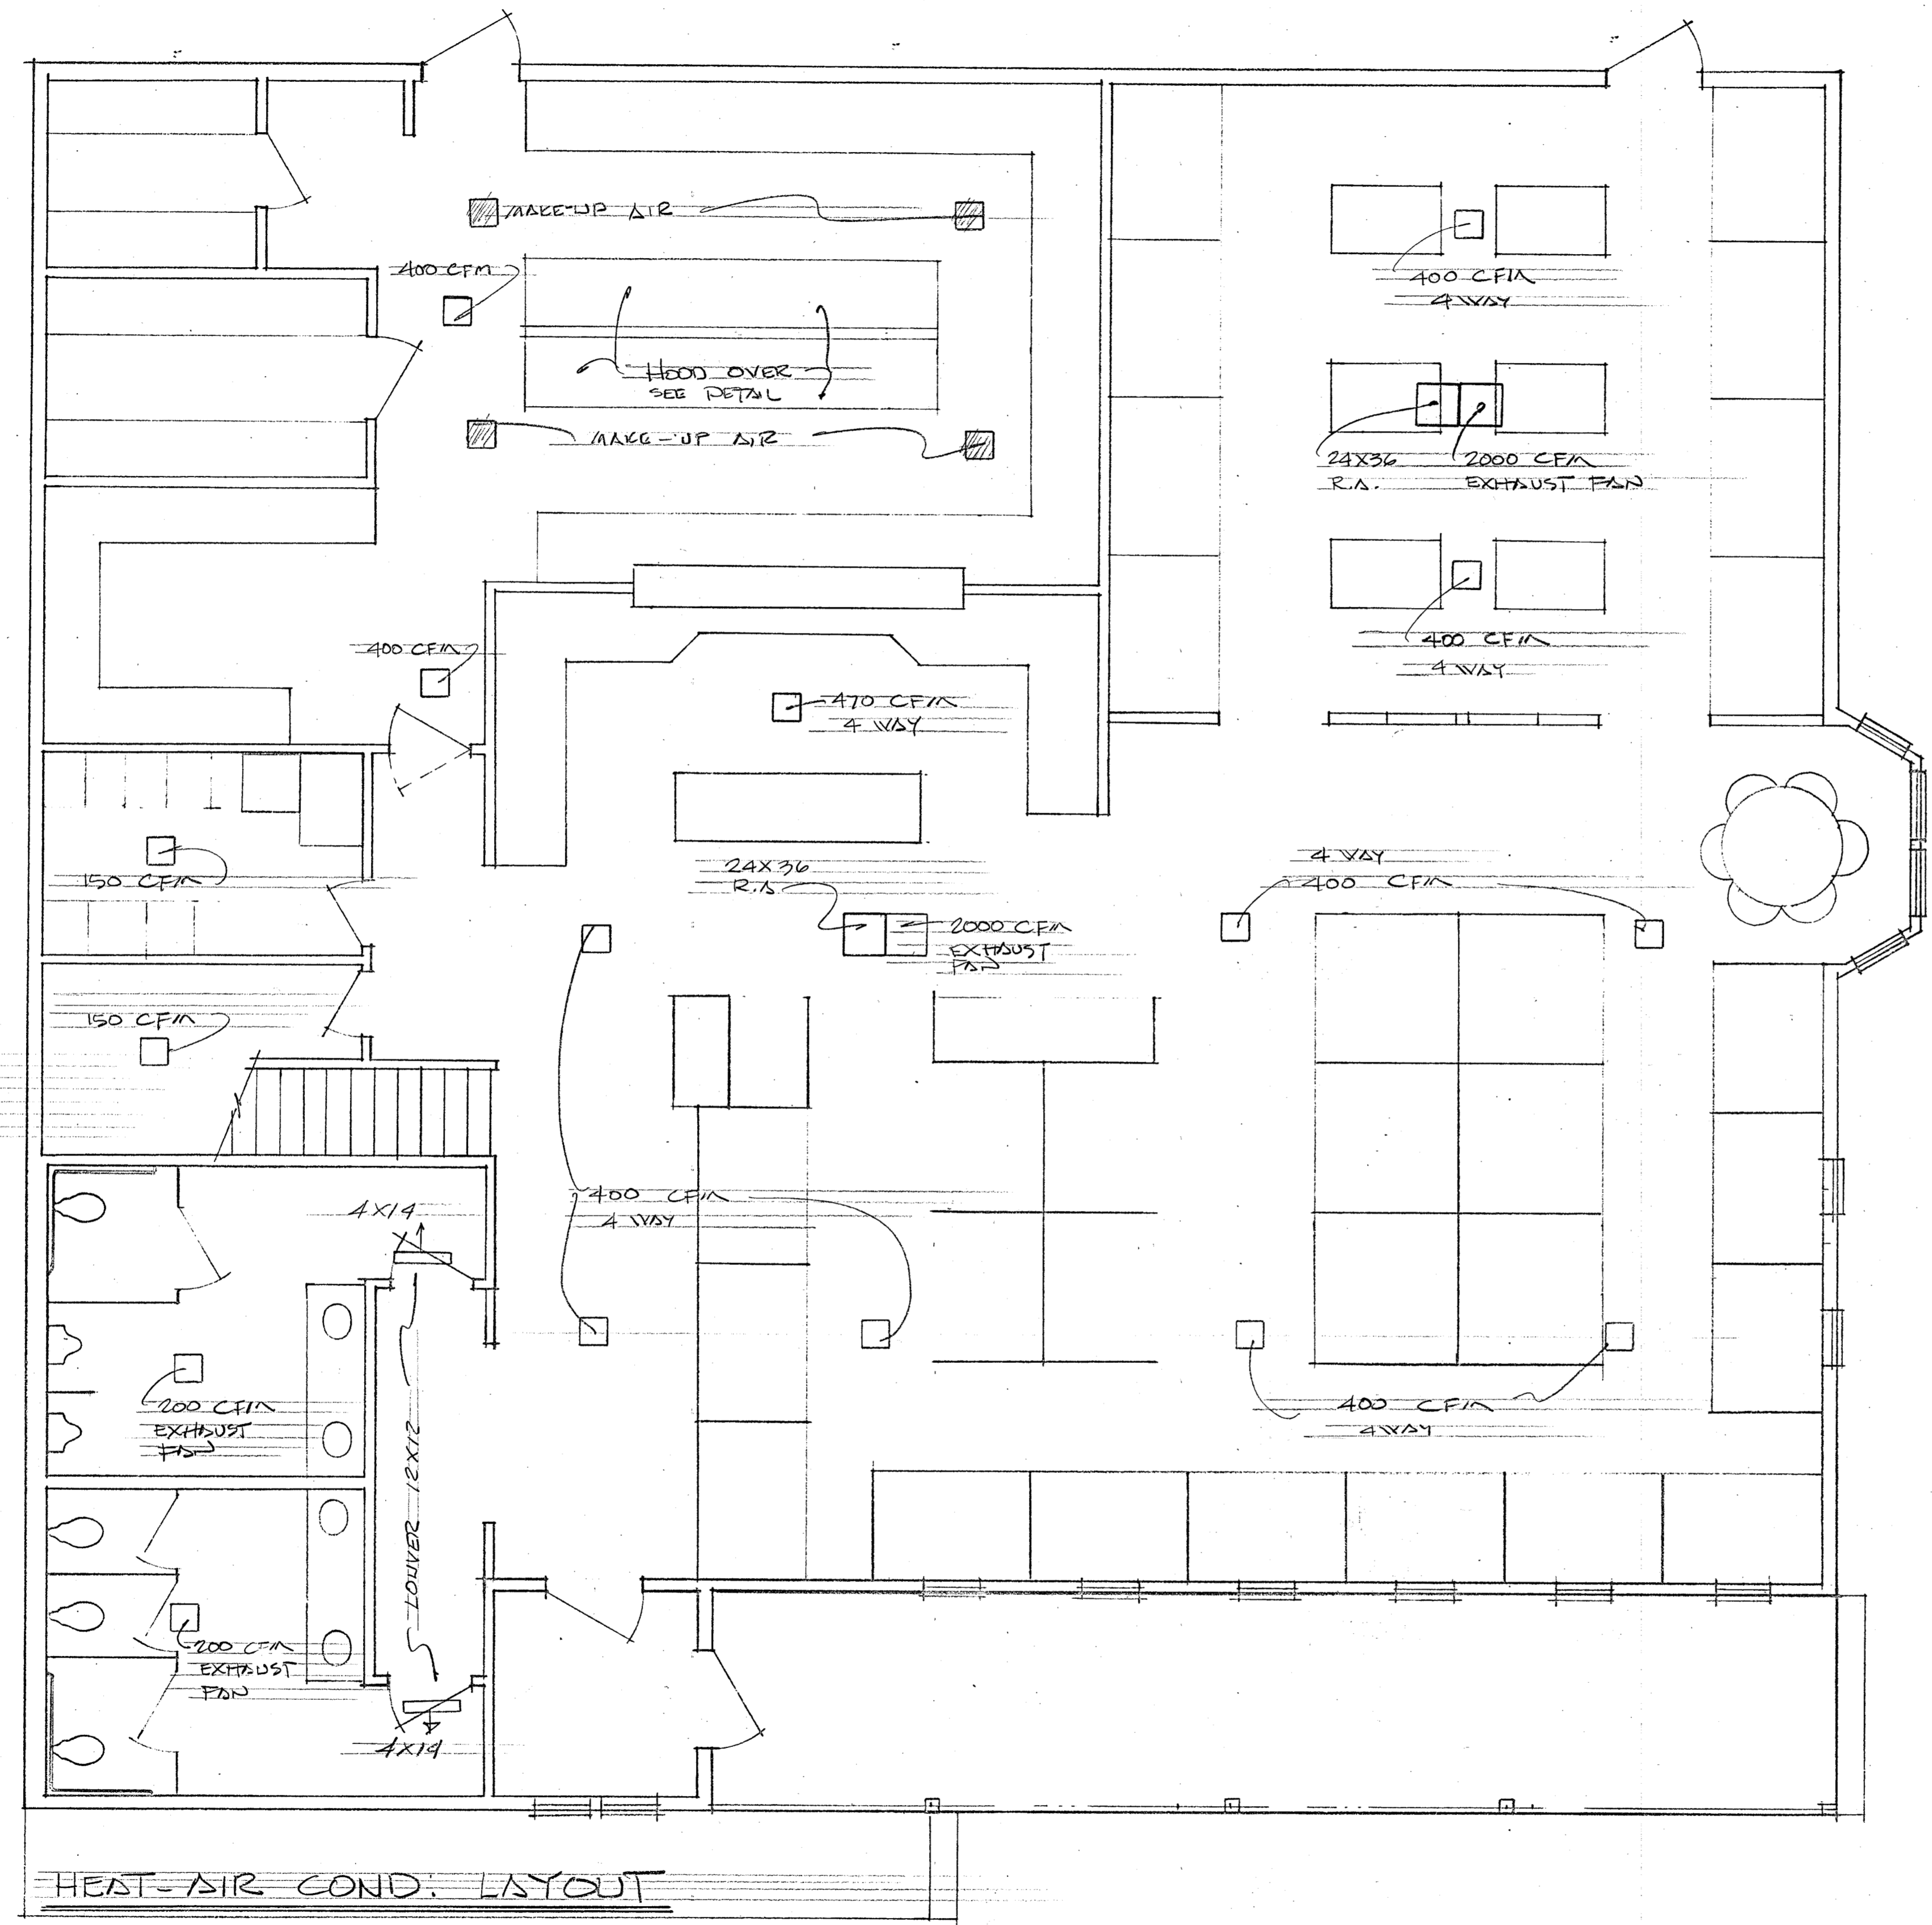 MAKE-UP AIR
400 CFM
400 CFM
4 WAY
HOOD OVER
SEE DETAIL
MAKE-UP AIR
24X36
R.A.
2000 CFM
EXHAUST FAN
400 CFM
4 WAY
400 CFM
470 CFM
4 WAY
150 CFM
24X36
R.A.
2000 CFM
EXHAUST
FAN
4 WAY
400 CFM
150 CFM
4X14
400 CFM
4 WAY
200 CFM
EXHAUST
FAN
LOUVER 12X12
400 CFM
4 WAY
200 CFM
EXHAUST
FAN
4X14
HEAT-AIR COND. LAYOUT